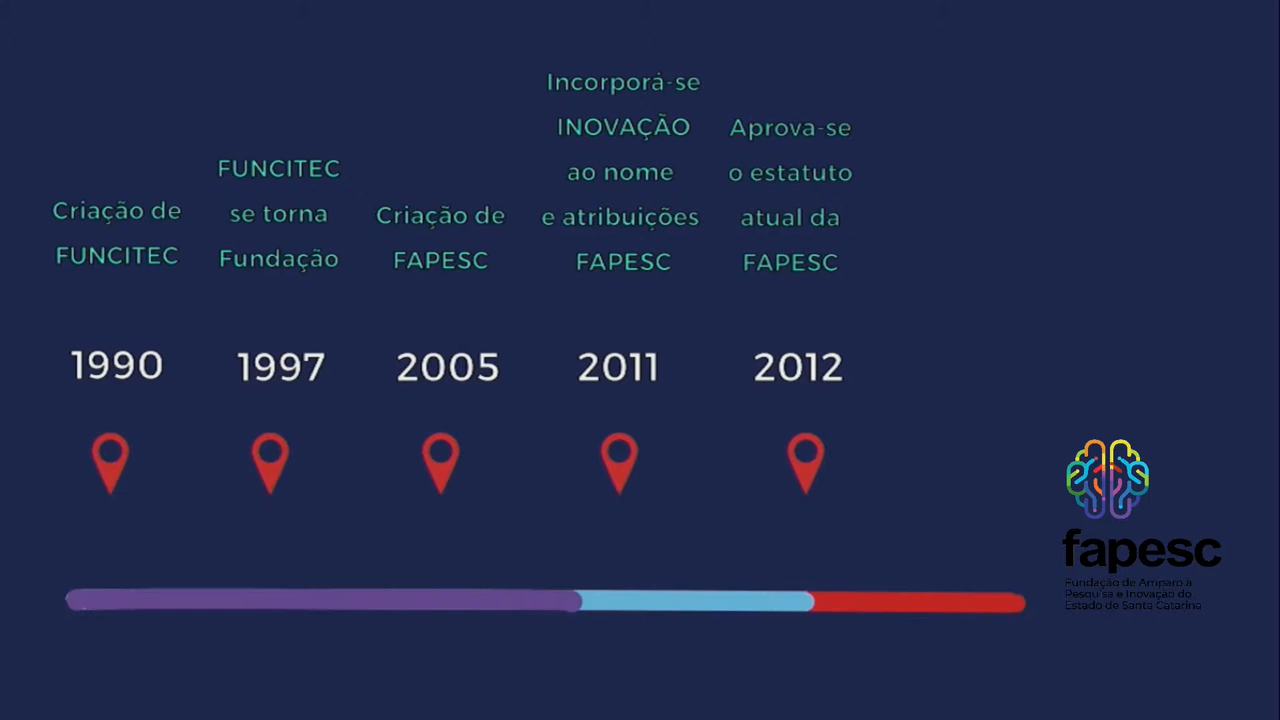 Criação de
FUNCITEC
1990
FUNCITEC
se torna
Fundação
1997
Criação de
FAPESC
2005
Incorporá-se
INOVAÇÃO
ao nome
e atribuições
FAPESC
2011
Aprova-se
o estatuto
atual da
FAPESC
2012
fapesc
Fundação de Amparo à
Pesquisa e Inovação do
Estado de Santa Catarina